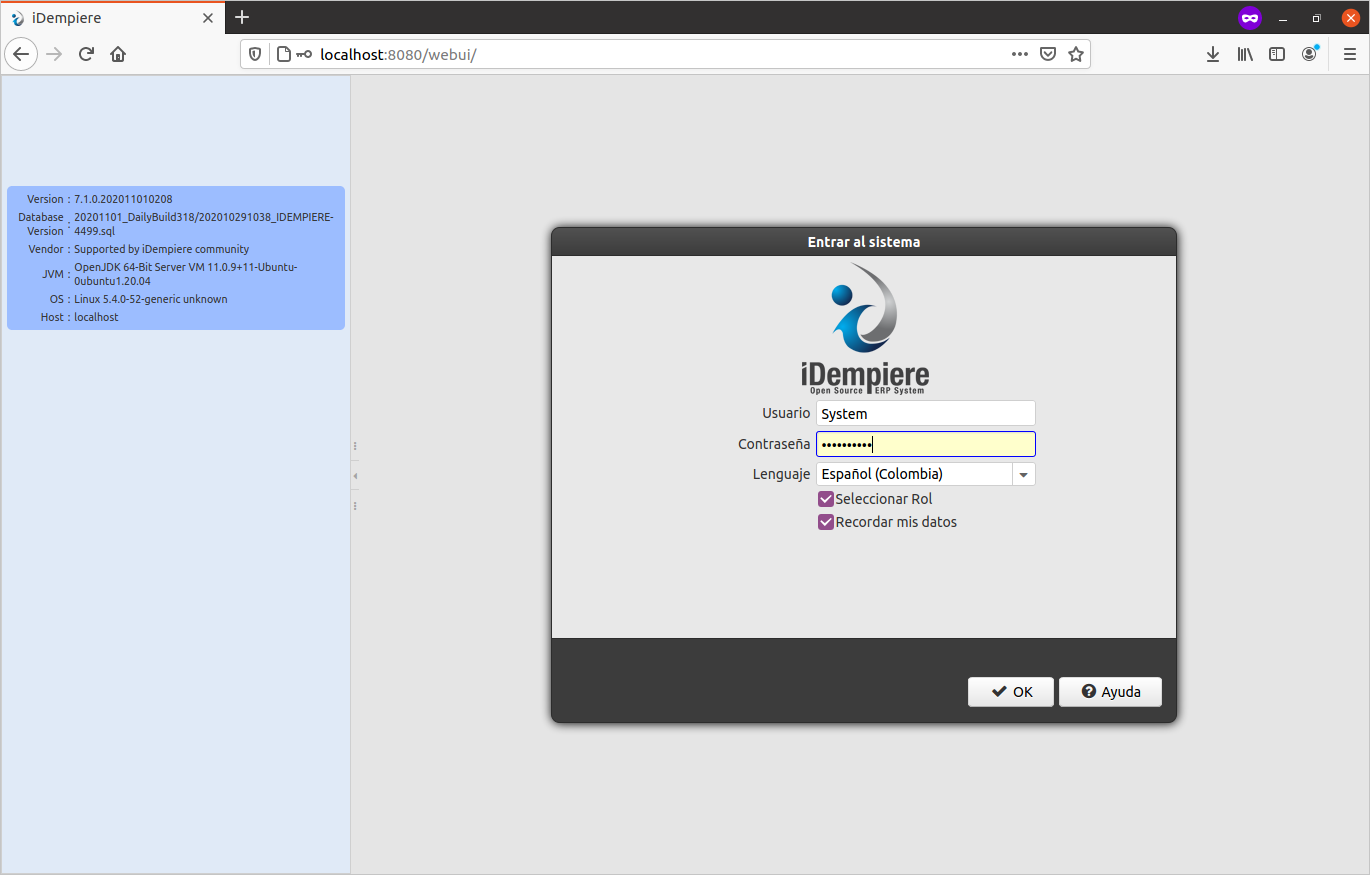 iDempiere
localhost:8080/webui/
Version : 7.1.0.202011010208
Database Version : 20201101_DailyBuild318/202010291038_IDEMPIERE-
4499.sql
Vendor : Supported by iDempiere community
JVM : OpenJDK 64-Bit Server VM 11.0.9+11-Ubuntu-
0ubuntu1.20.04
OS : Linux 5.4.0-52-generic unknown
Host : localhost
Entrar al sistema
iDempiere
Open Source ERP System
Usuario System
Contraseña ••••••••••
Lenguaje Español (Colombia)
Seleccionar Rol
Recordar mis datos
OK Ayuda